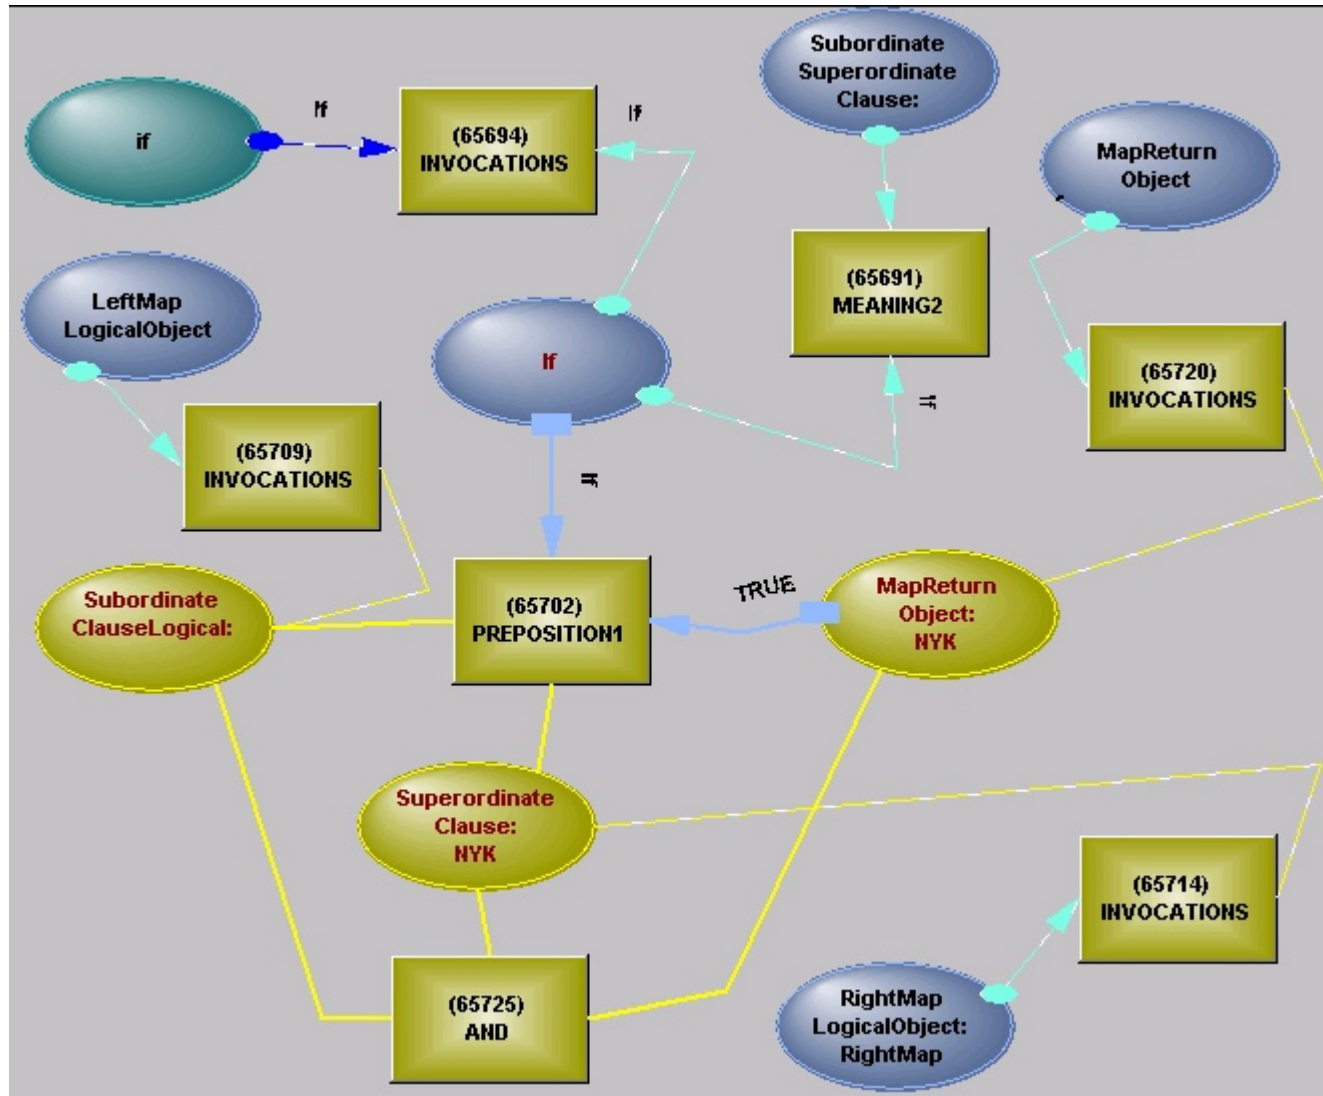 Subordinate
Superordinate
Clause:
if
If
(65694)
INVOCATIONS
If
MapReturn
Object
LeftMap
LogicalObject
(65691)
MEANING2
If
If
(65720)
INVOCATIONS
(65709)
INVOCATIONS
If
Subordinate
ClauseLogical:
(65702)
PREPOSITION1
TRUE
MapReturn
Object:
NYK
Superordinate
Clause:
NYK
(65714)
INVOCATIONS
(65725)
AND
RightMap
LogicalObject:
RightMap